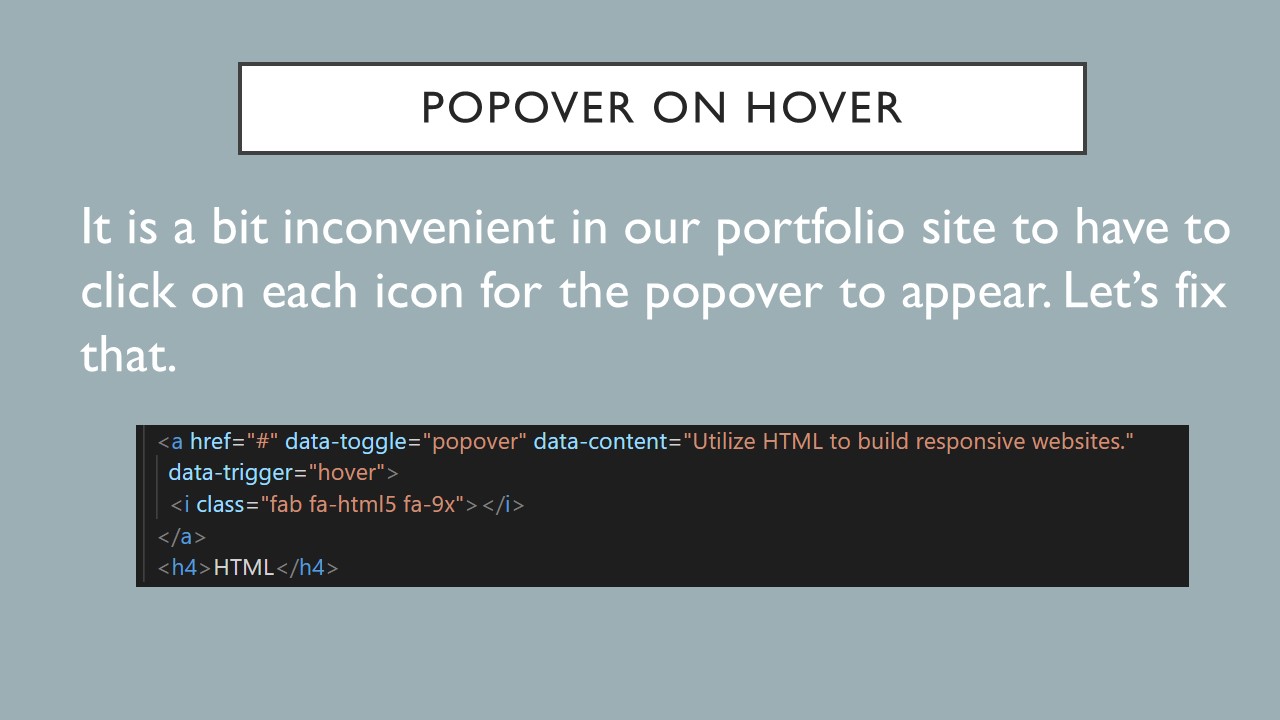 POPOVER ON HOVER
It is a bit inconvenient in our portfolio site to have to
click on each icon for the popover to appear. Let’s fix
that.
<a href="#" data-toggle="popover" data-content="Utilize HTML to build responsive websites."
data-trigger="hover">
<i class="fab fa-html5 fa-9x"></i>
</a>
<h4>HTML</h4>